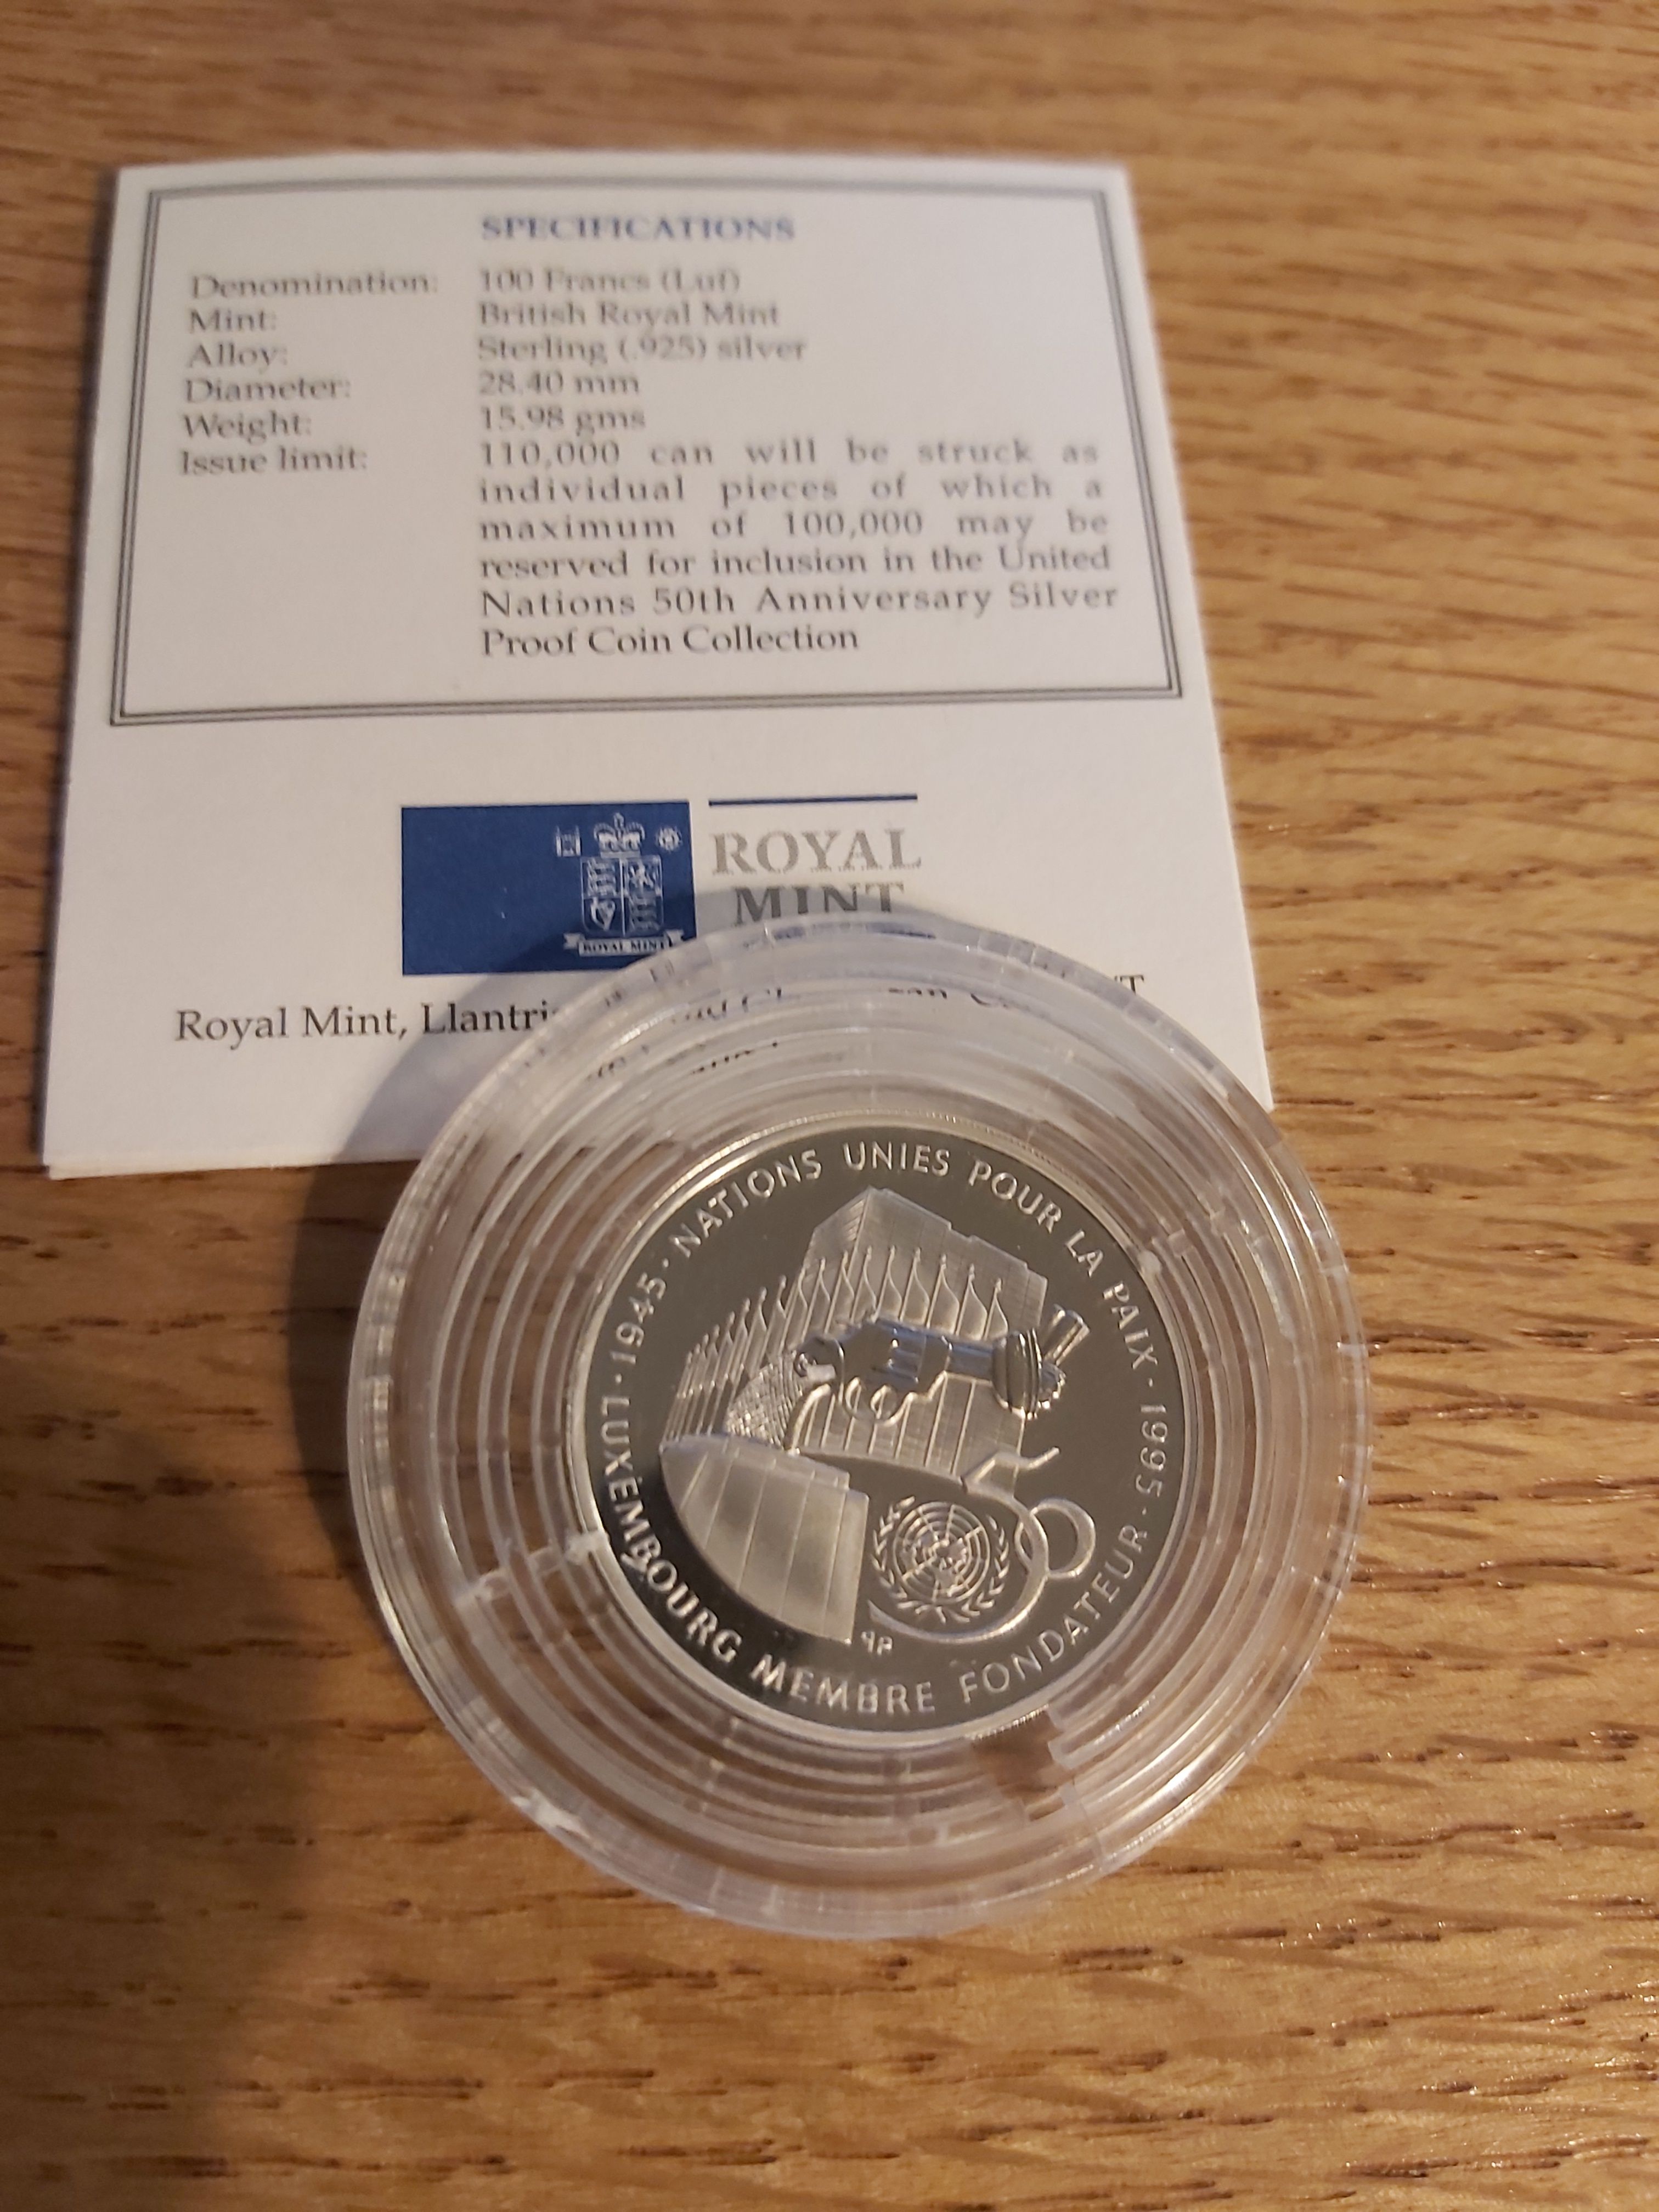 SPECIFICATIONS
Denomination: 100 Francs (Luf)
Mint: British Royal Mint
Alloy: Sterling (.925) silver
Diameter: 28.40 mm
Weight: 15.98 gms
Issue limit: 110,000 can will be struck as
individual pieces of which a
maximum of 100,000 may be
reserved for inclusion in the United
Nations 50th Anniversary Silver
Proof Coin Collection
ROYAL MINT
ROYAL
MINT
Royal Mint,
LUXEMBOURG MEMBRE FONDATEUR · 1945 · NATIONS UNIES POUR LA PAIX · 1995 ·
50